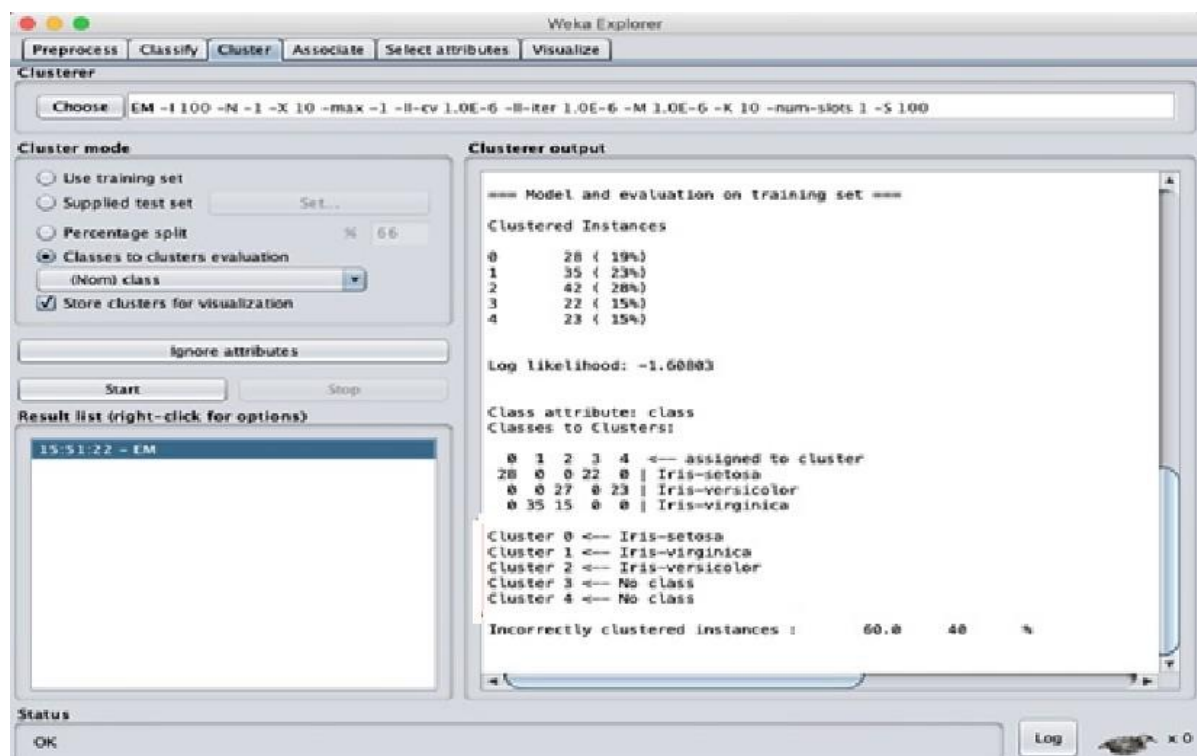 Weka Explorer
Preprocess Classify Cluster Associate Select attributes Visualize
Clusterer
Choose EM -I 100 -N -1 -X 10 -max -1 -ll-cv 1.0E-6 -ll-iter 1.0E-6 -M 1.0E-6 -K 10 -num-slots 1 -S 100
Cluster mode
Use training set
Supplied test set Set...
Percentage split % 66
Classes to clusters evaluation
(Nom) class
Store clusters for visualization
Ignore attributes
Start Stop
Result list (right-click for options)
15:51:22 - EM
Clusterer output
=== Model and evaluation on training set ===
Clustered Instances
0 28 ( 19%)
1 35 ( 23%)
2 42 ( 28%)
3 22 ( 15%)
4 23 ( 15%)
Log likelihood: -1.60803
Class attribute: class
Classes to Clusters:
0 1 2 3 4 <-- assigned to cluster
28 0 0 22 0 | Iris-setosa
0 0 27 0 23 | Iris-versicolor
0 35 15 0 0 | Iris-virginica
Cluster 0 <-- Iris-setosa
Cluster 1 <-- Iris-virginica
Cluster 2 <-- Iris-versicolor
Cluster 3 <-- No class
Cluster 4 <-- No class
Incorrectly clustered instances : 60.0 40 %
Status
OK
Log x 0